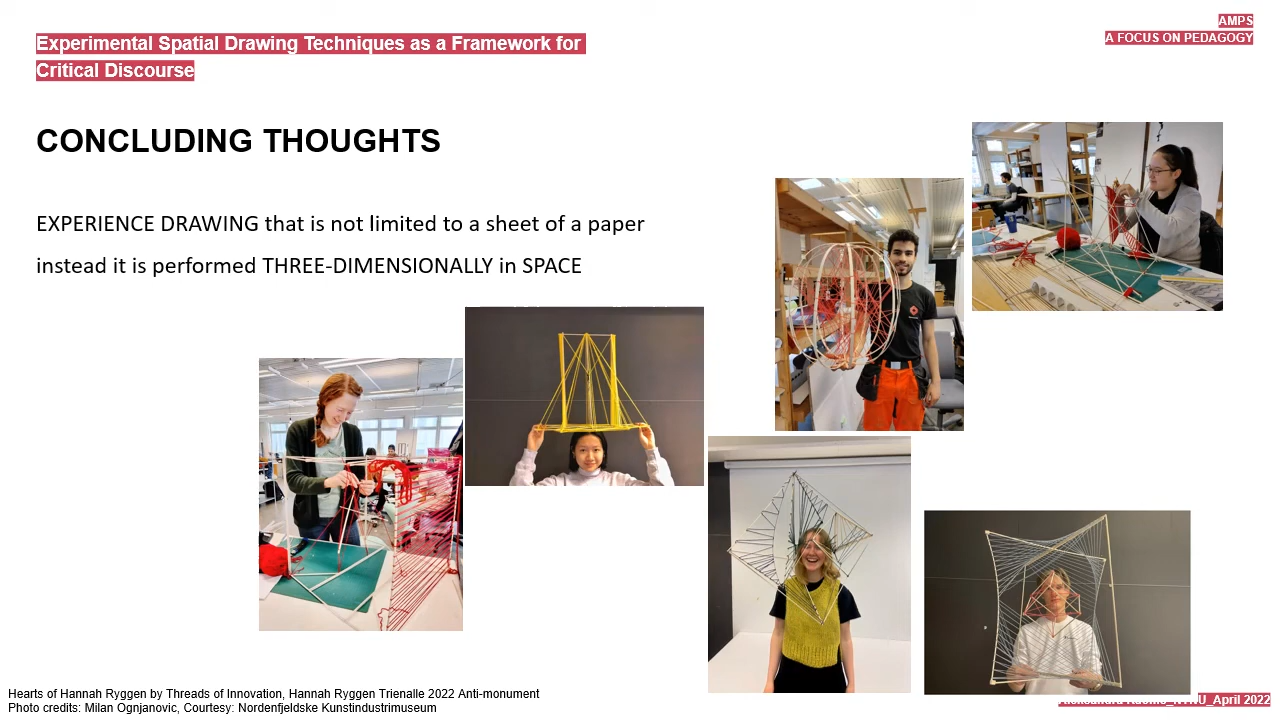 Experimental Spatial Drawing Techniques as a Framework for
Critical Discourse
AMPS
A FOCUS ON PEDAGOGY
CONCLUDING THOUGHTS
EXPERIENCE DRAWING that is not limited to a sheet of a paper
instead it is performed THREE-DIMENSIONALLY in SPACE
Hearts of Hannah Ryggen by Threads of Innovation, Hannah Ryggen Trienalle 2022 Anti-monument
Photo credits: Milan Ognjanovic, Courtesy: Nordenfjeldske Kunstindustrimuseum
April 2022